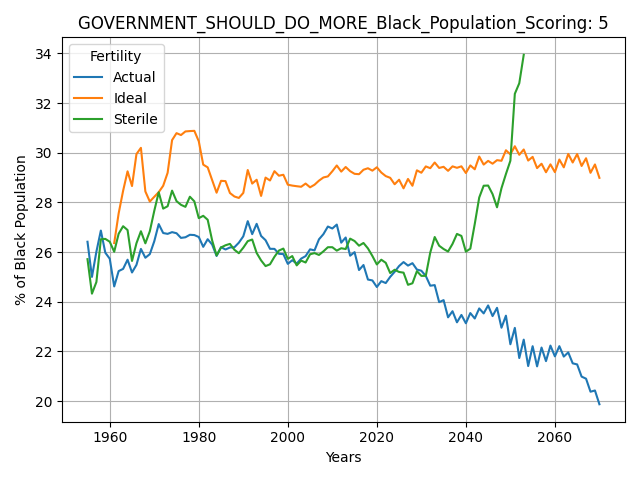 GOVERNMENT_SHOULD_DO_MORE_Black_Population_Scoring: 5
Fertility
Actual
Ideal
Sterile
% of Black Population
34
32
30
28
26
24
22
20
1960 1980 2000 2020 2040 2060
Years